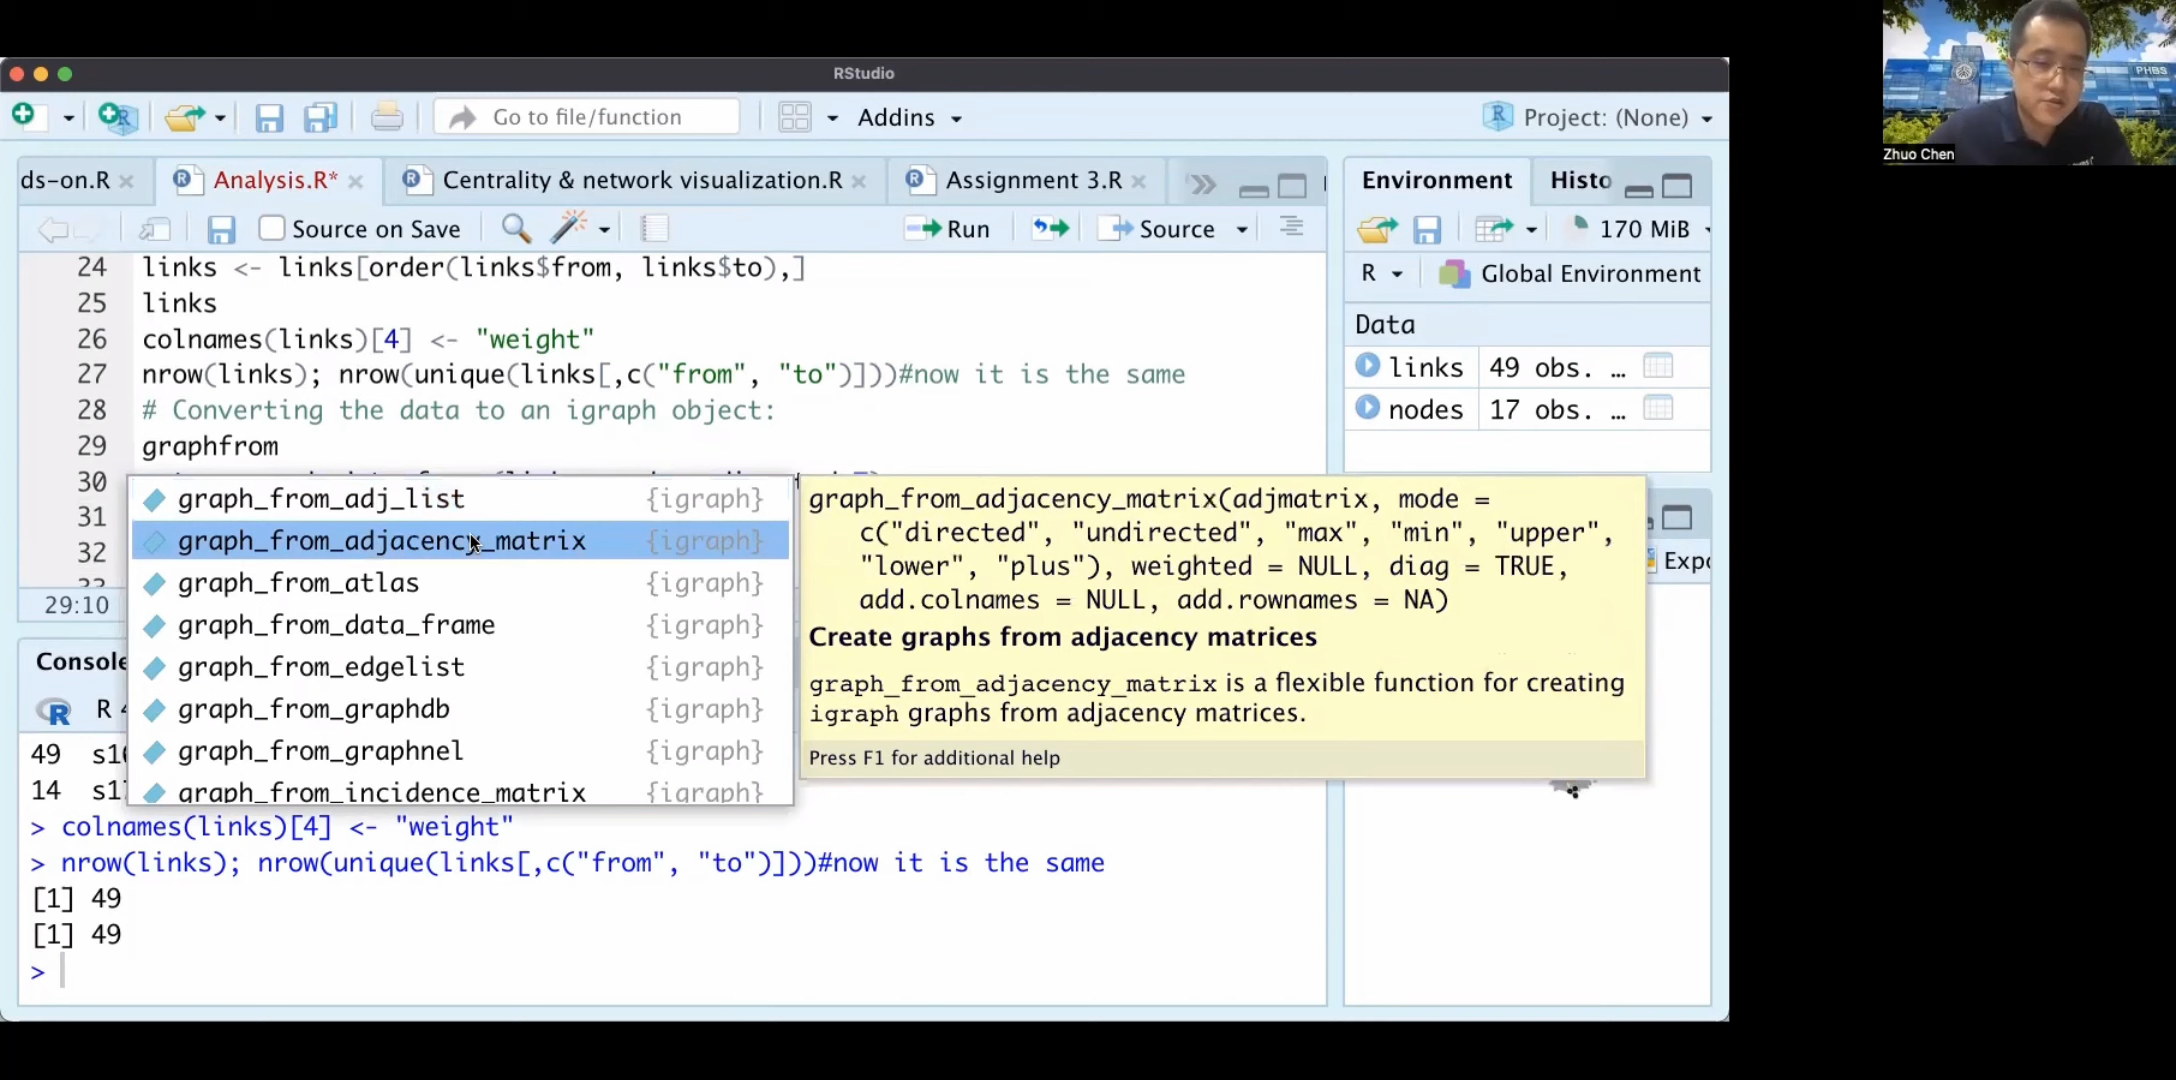 RStudio
Go to file/function
Addins
Project: (None)
PHBS
Zhuo Chen
ds-on.R
Analysis.R*
Centrality & network visualization.R
Assignment 3.R
Source on Save
Run
Source
24 links <- links[order(links$from, links$to),]
25 links
26 colnames(links)[4] <- "weight"
27 nrow(links); nrow(unique(links[,c("from", "to")]))#now it is the same
28 # Converting the data to an igraph object:
29 graphfrom
30
31
32
29:10
graph_from_adj_list {igraph}
graph_from_adjacency_matrix {igraph}
graph_from_atlas {igraph}
graph_from_data_frame {igraph}
graph_from_edgelist {igraph}
graph_from_graphdb {igraph}
graph_from_graphnel {igraph}
graph_from_incidence_matrix {igraph}
graph_from_adjacency_matrix(adjmatrix, mode =
c("directed", "undirected", "max", "min", "upper",
"lower", "plus"), weighted = NULL, diag = TRUE,
add.colnames = NULL, add.rownames = NA)
Create graphs from adjacency matrices
graph_from_adjacency_matrix is a flexible function for creating
igraph graphs from adjacency matrices.
Press F1 for additional help
Console
R 4
49 s16
14 s17
> colnames(links)[4] <- "weight"
> nrow(links); nrow(unique(links[,c("from", "to")]))#now it is the same
[1] 49
[1] 49
>
Environment
Histo
170 MiB
R
Global Environment
Data
links 49 obs. …
nodes 17 obs. …
Expo